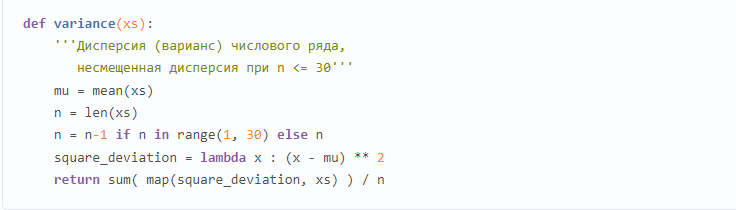 def variance(xs):
    '''Дисперсия (варианс) числового ряда,
       несмещенная дисперсия при n <= 30'''
    mu = mean(xs)
    n = len(xs)
    n = n-1 if n in range(1, 30) else n
    square_deviation = lambda x : (x - mu) ** 2
    return sum( map(square_deviation, xs) ) / n